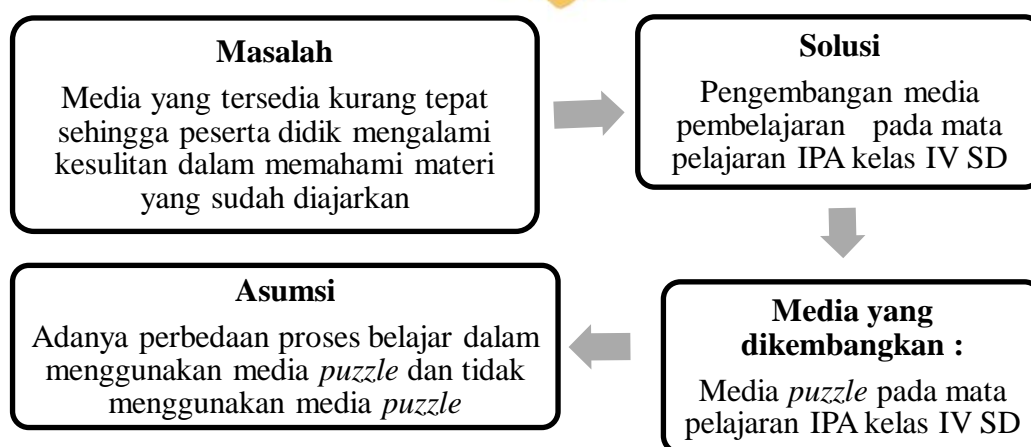 Masalah
Media yang tersedia kurang tepat
sehingga peserta didik mengalami
kesulitan dalam memahami materi
yang sudah diajarkan
Solusi
Pengembangan media
pembelajaran pada mata
pelajaran IPA kelas IV SD
Media yang
dikembangkan :
Media puzzle pada mata
pelajaran IPA kelas IV SD
Asumsi
Adanya perbedaan proses belajar dalam
menggunakan media puzzle dan tidak
menggunakan media puzzle